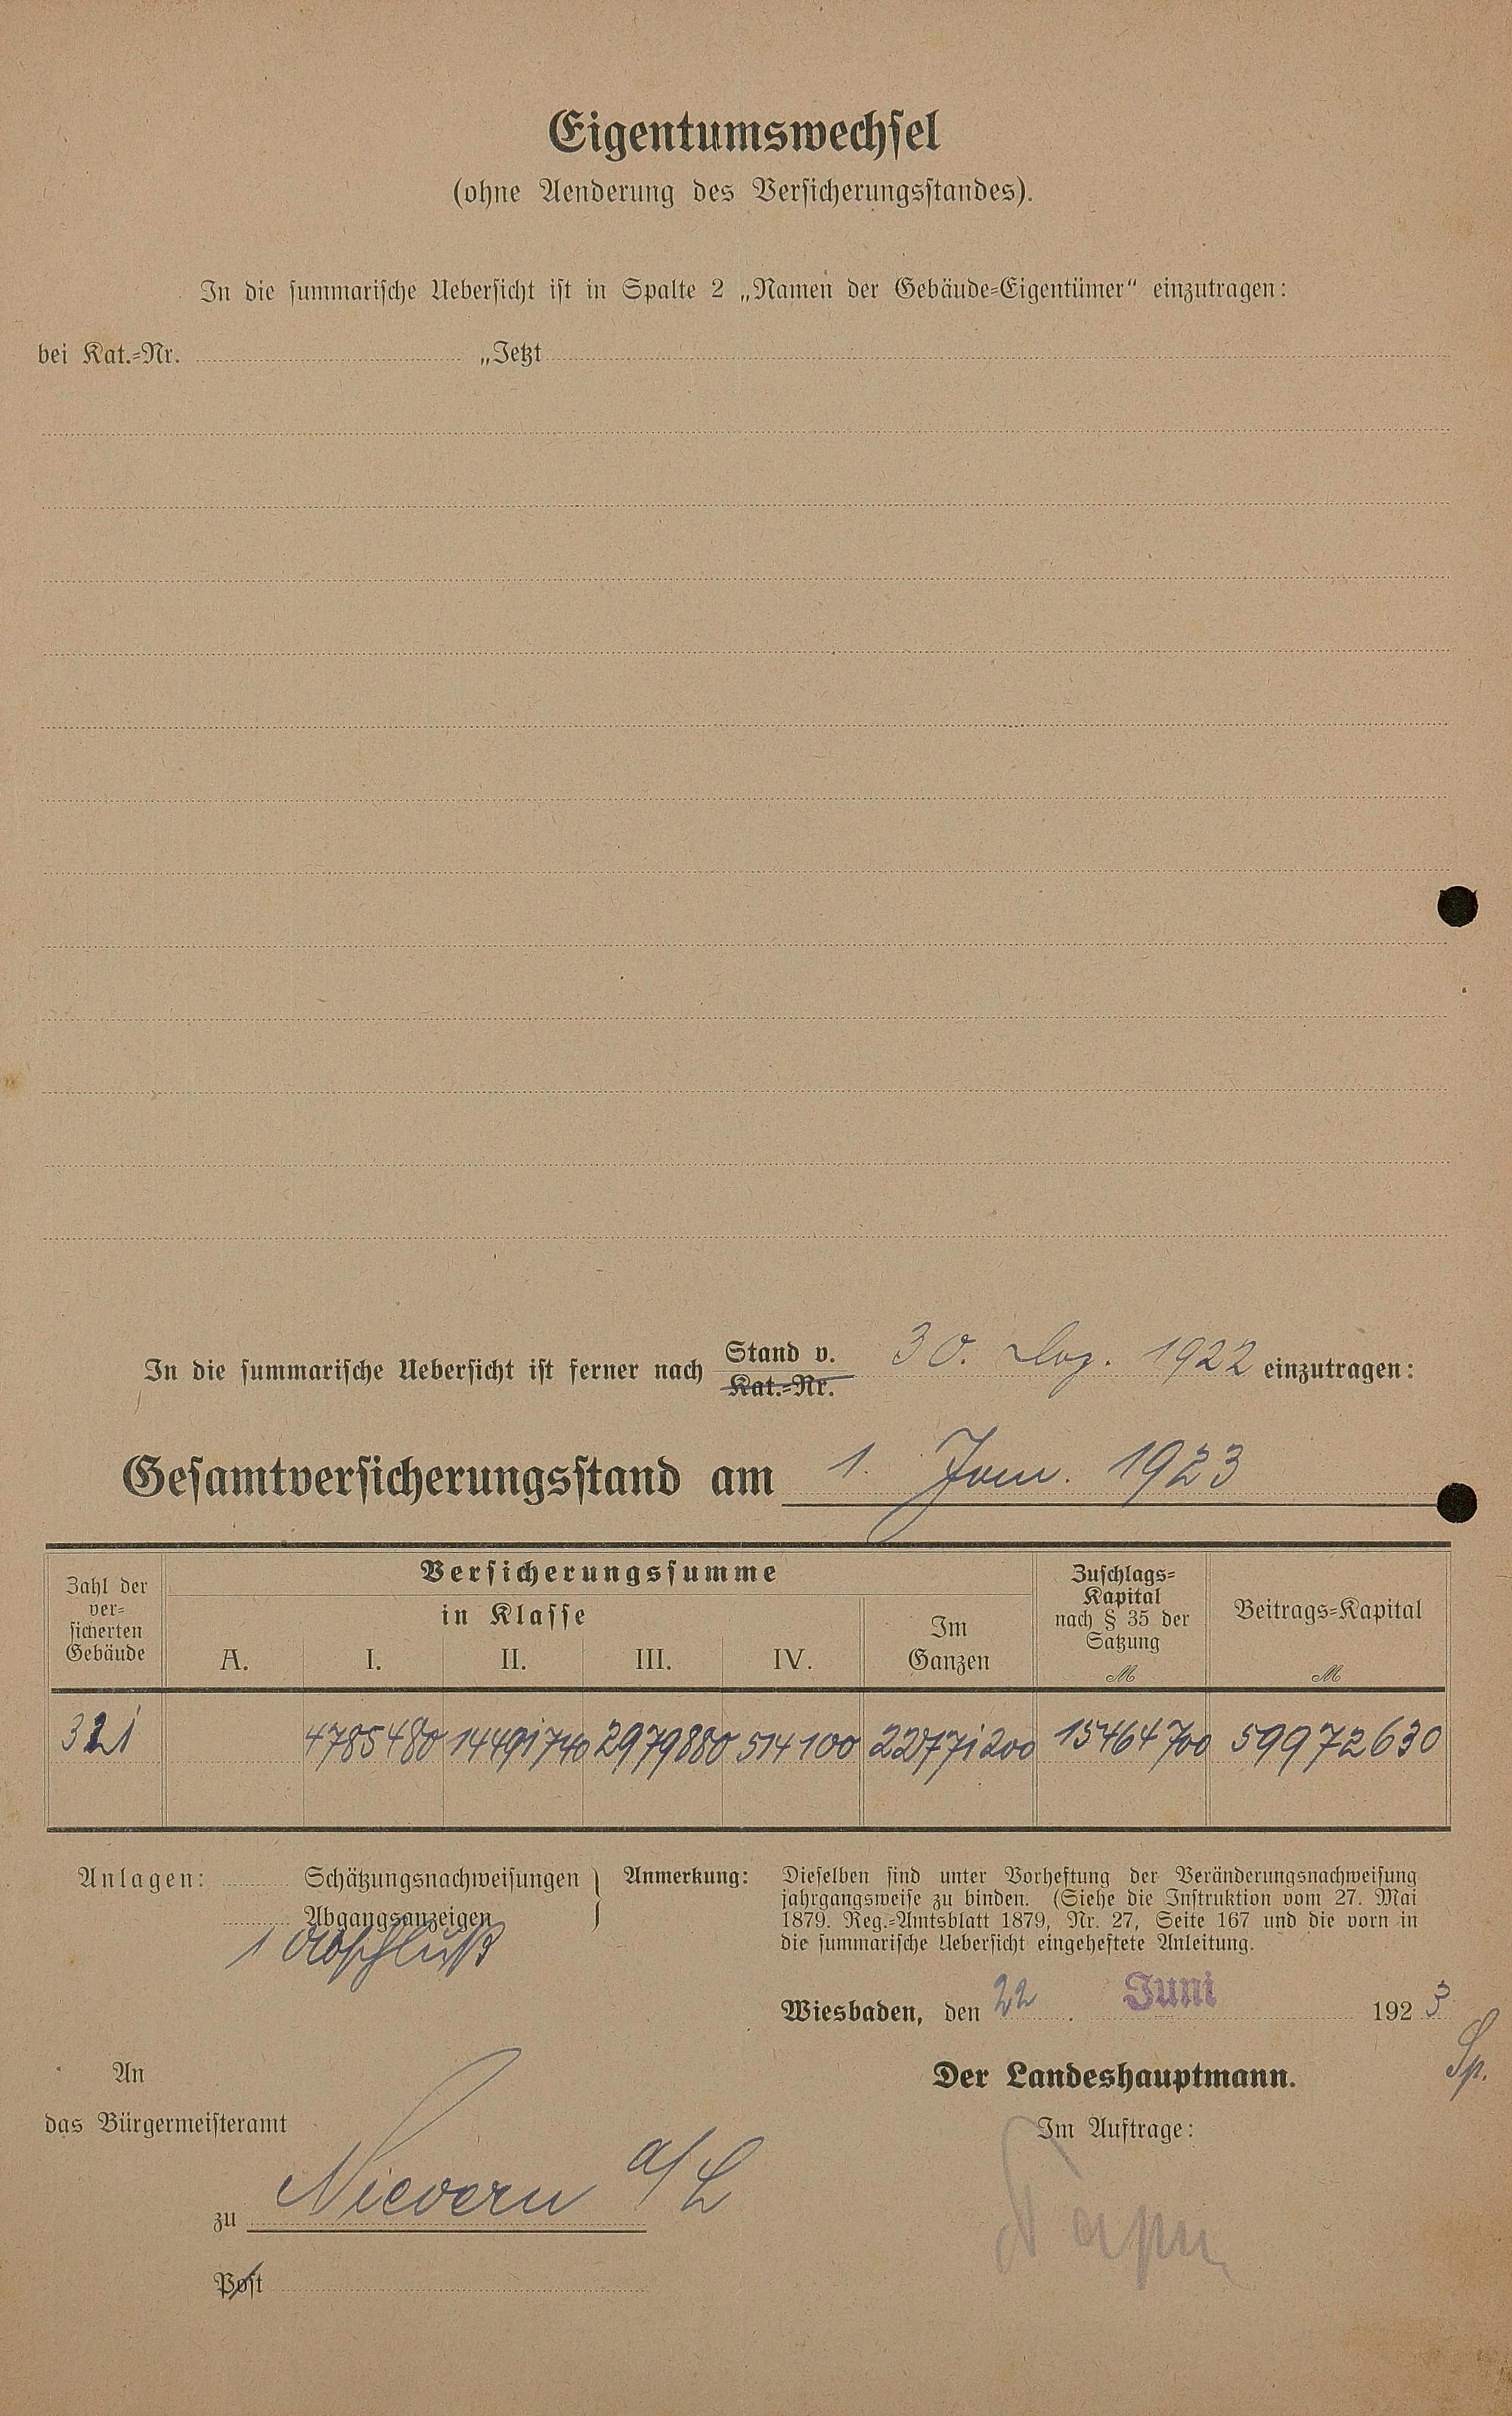 Eigentumswechsel
(ohne Aenderung des Versicherungsstandes).
In die summarische Uebersicht ist in Spalte 2 „Namen der Gebäude-Eigentümer“ einzutragen:
bei Kat.-Nr. „Jetzt
In die summarische Uebersicht ist ferner nach Stand v. 30. Dez. 1922 einzutragen:
Kat.-Nr.
Gesamtversicherungsstand am 1. Jan. 1923
Zahl der versicherten Gebäude
Versicherungssumme
in Klasse
A. I. II. III. IV.
Im Ganzen
Zuschlags-Kapital nach § 35 der Satzung
M
Beitrags-Kapital
M
321 4785480 14491740 2979880 514100 22771200 15464700 59972630
Anlagen: Schätzungsnachweisungen
Abgangsanzeigen
1 Abschluß
Anmerkung: Dieselben sind unter Vorheftung der Veränderungsnachweisung
jahrgangsweise zu binden. (Siehe die Instruktion vom 27. Mai
1879. Reg.-Amtsblatt 1879, Nr. 27, Seite 167 und die vorn in
die summarische Uebersicht eingeheftete Anleitung.
Wiesbaden, den 22. Juni 1923
Sp.
Der Landeshauptmann.
Im Auftrage:
An
das Bürgermeisteramt
zu Nievern a/L
Post